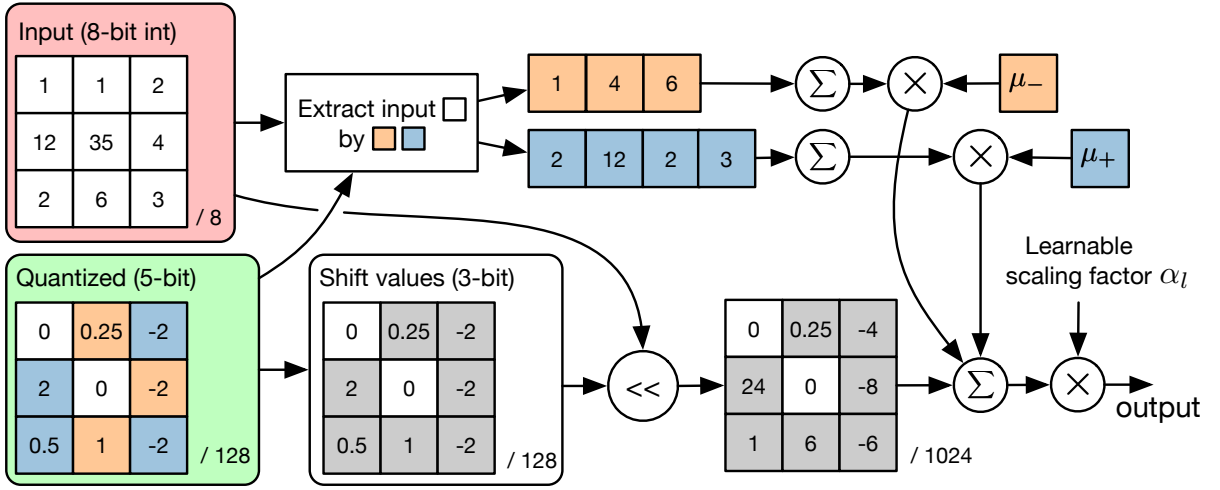 Input (8-bit int)
1 1 2
12 35 4
2 6 3
/ 8
Extract input
by
1 4 6
Σ
×
μ−
2 12 2 3
Σ
×
μ+
Quantized (5-bit)
0 0.25 -2
2 0 -2
0.5 1 -2
/ 128
Shift values (3-bit)
0 0.25 -2
2 0 -2
0.5 1 -2
/ 128
<<
0 0.25 -4
24 0 -8
1 6 -6
/ 1024
Learnable
scaling factor αl
Σ
×
output